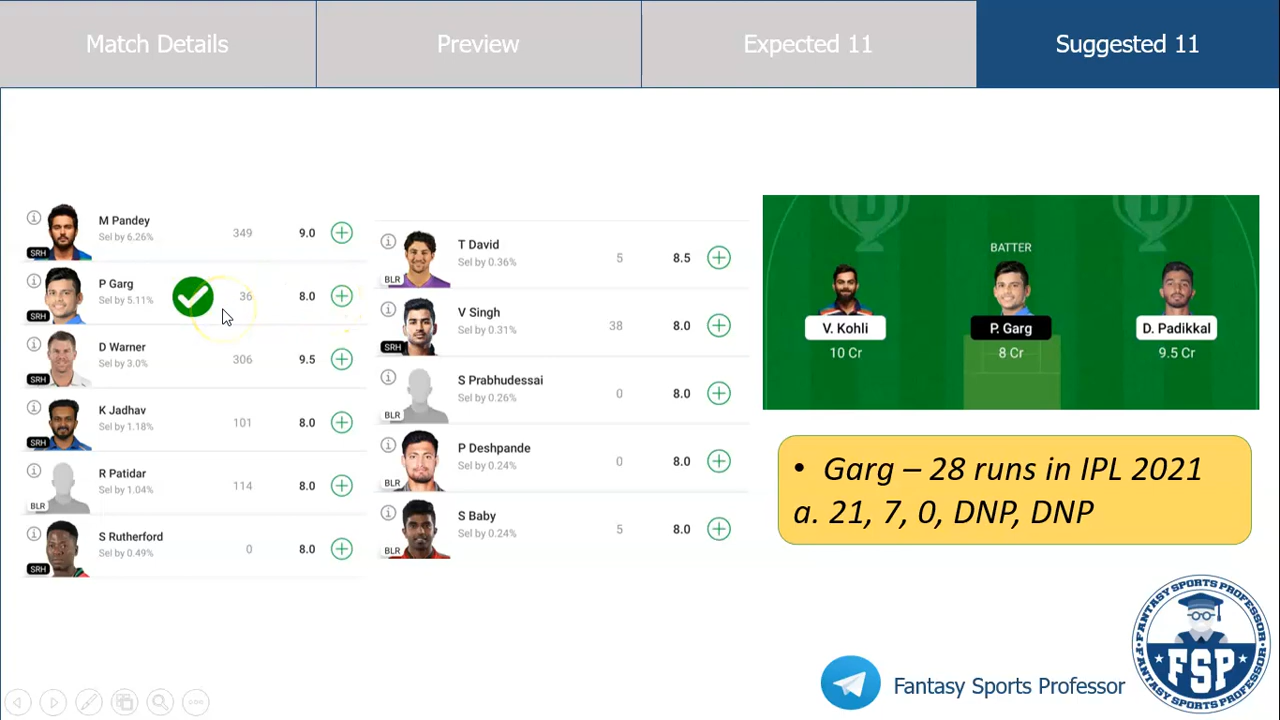 Match Details
Preview
Expected 11
Suggested 11
M Pandey
Sel by 6.26%
349
9.0
SRH
P Garg
Sel by 5.11%
36
8.0
SRH
D Warner
Sel by 3.0%
306
9.5
SRH
K Jadhav
Sel by 1.18%
101
8.0
SRH
R Patidar
Sel by 1.04%
114
8.0
BLR
S Rutherford
Sel by 0.49%
0
8.0
SRH
T David
Sel by 0.36%
5
8.5
BLR
V Singh
Sel by 0.31%
38
8.0
SRH
S Prabhudessai
Sel by 0.26%
0
8.0
BLR
P Deshpande
Sel by 0.24%
0
8.0
BLR
S Baby
Sel by 0.24%
5
8.0
BLR
BATTER
V. Kohli
P. Garg
D. Padikkal
10 Cr
8 Cr
9.5 Cr
• Garg – 28 runs in IPL 2021
a. 21, 7, 0, DNP, DNP
Fantasy Sports Professor
FANTASY SPORTS PROFESSOR
FSP
FANTASY SPORTS PROFESSOR